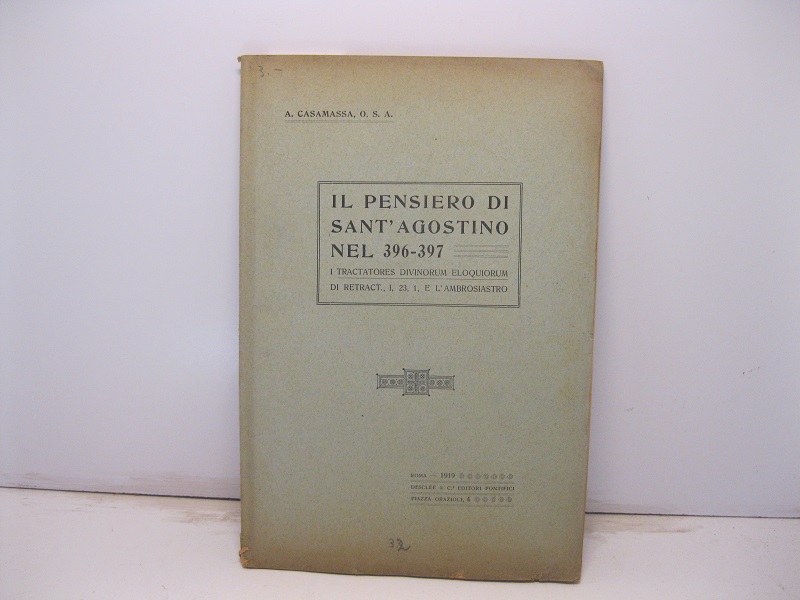 3.-
A. CASAMASSA, O. S. A.
IL PENSIERO DI
SANT'AGOSTINO
NEL 396-397
I TRACTATORES DIVINORUM ELOQUIORUM
DI RETRACT., I, 23, 1, E L'AMBROSIASTRO
ROMA — 1919
DESCLÉE & C.I EDITORI PONTIFICI
PIAZZA GRAZIOLI, 4
32